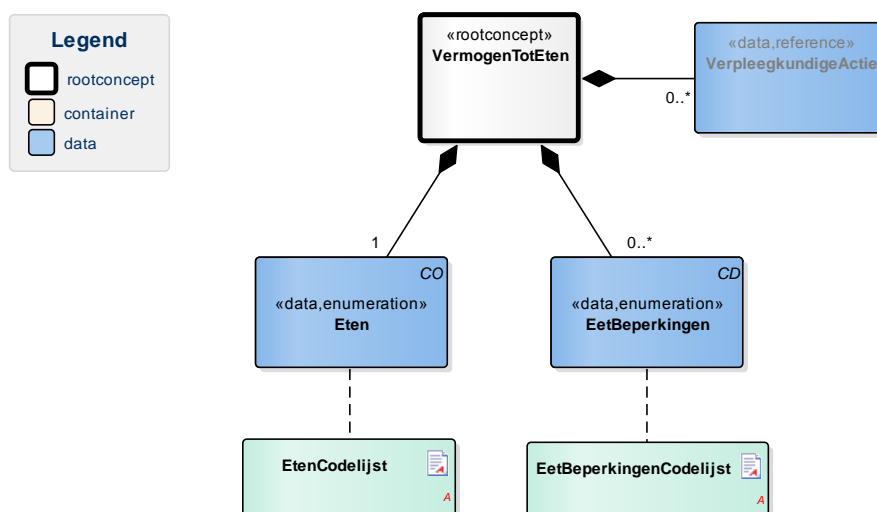 Legend
rootconcept
container
data
«rootconcept»
VermogenTotEten
«data,reference»
VerpleegkundigeActie
0..*
1
0..*
CO
«data,enumeration»
Eten
CD
«data,enumeration»
EetBeperkingen
EtenCodelijst
A
EetBeperkingenCodelijst
A